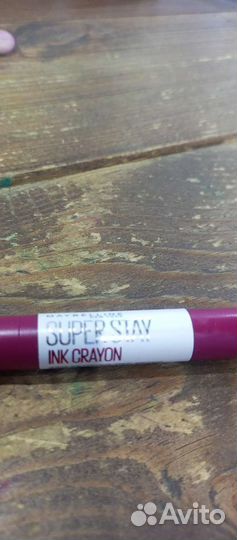 MAYBELLINE
SUPER STAY
INK CRAYON
Avito